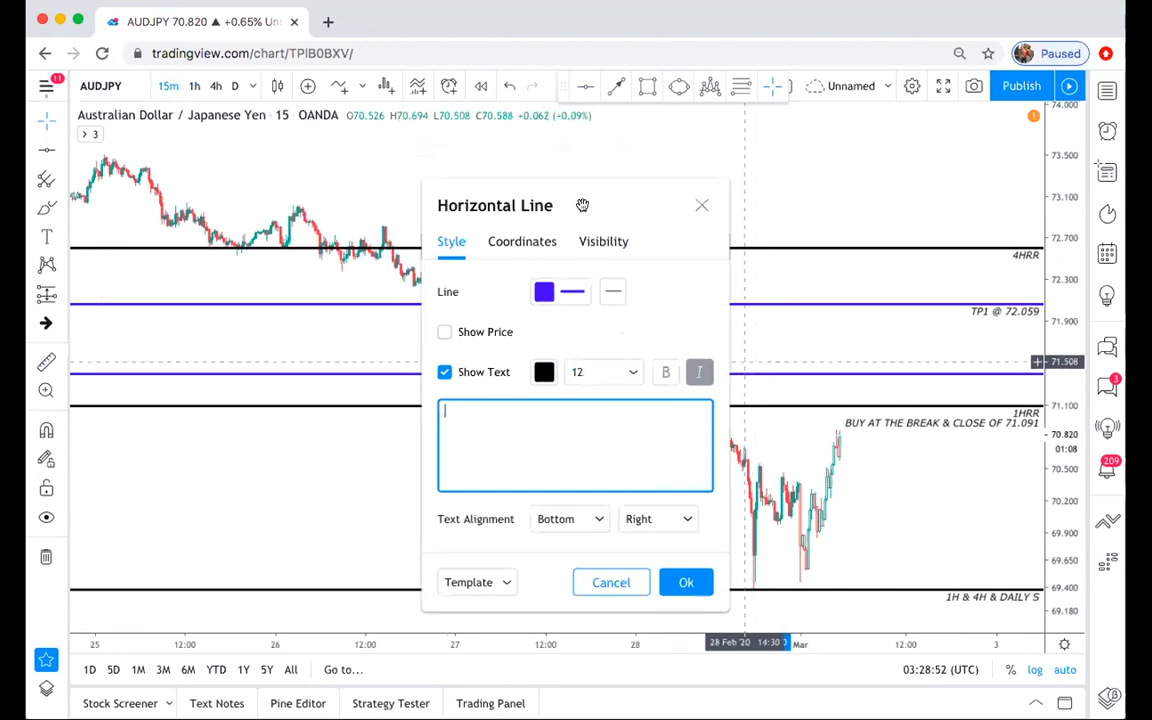 AUDJPY 70.820 ▲ +0.65% Un
tradingview.com/chart/TPIB0BXV/
Paused
11
AUDJPY
15m 1h 4h D
Unnamed
Publish
Australian Dollar / Japanese Yen · 15 · OANDA O70.526 H70.694 L70.508 C70.588 +0.062 (+0.09%)
3
74.000
73.500
73.100
72.700
72.300
71.900
71.508
71.100
70.820
01:08
70.500
70.200
69.900
69.650
69.400
69.180
4HRR
TP1 @ 72.059
1HRR
BUY AT THE BREAK & CLOSE OF 71.091
1H & 4H & DAILY S
Horizontal Line
Style Coordinates Visibility
Line
Show Price
Show Text 12 B I
Text Alignment Bottom Right
Template Cancel Ok
3
209
25 12:00 26 12:00 27 12:00 28 Feb '20 14:30 Mar 12:00 3
1D 5D 1M 3M 6M YTD 1Y 5Y All Go to... 03:28:52 (UTC) % log auto
Stock Screener Text Notes Pine Editor Strategy Tester Trading Panel